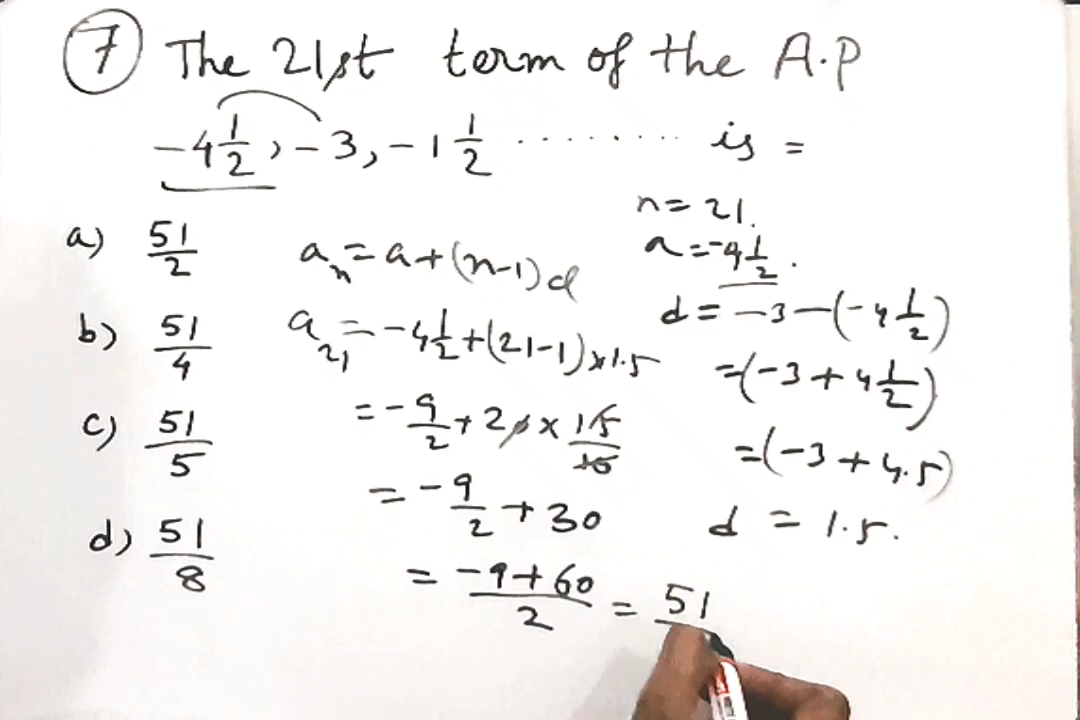 7 The 21st term of the A.P
-4 1/2, -3, -1 1/2 ........ is =
a) 51/2
b) 51/4
c) 51/5
d) 51/8
aₙ = a + (n-1)d
a₂₁ = -4 1/2 + (21-1) x 1.5
= -9/2 + 20 x 15/10
= -9/2 + 30
= (-9+60)/2 = 51
n = 21.
a = -4 1/2.
d = -3 - (-4 1/2)
= (-3 + 4 1/2)
= (-3 + 4.5)
d = 1.5.